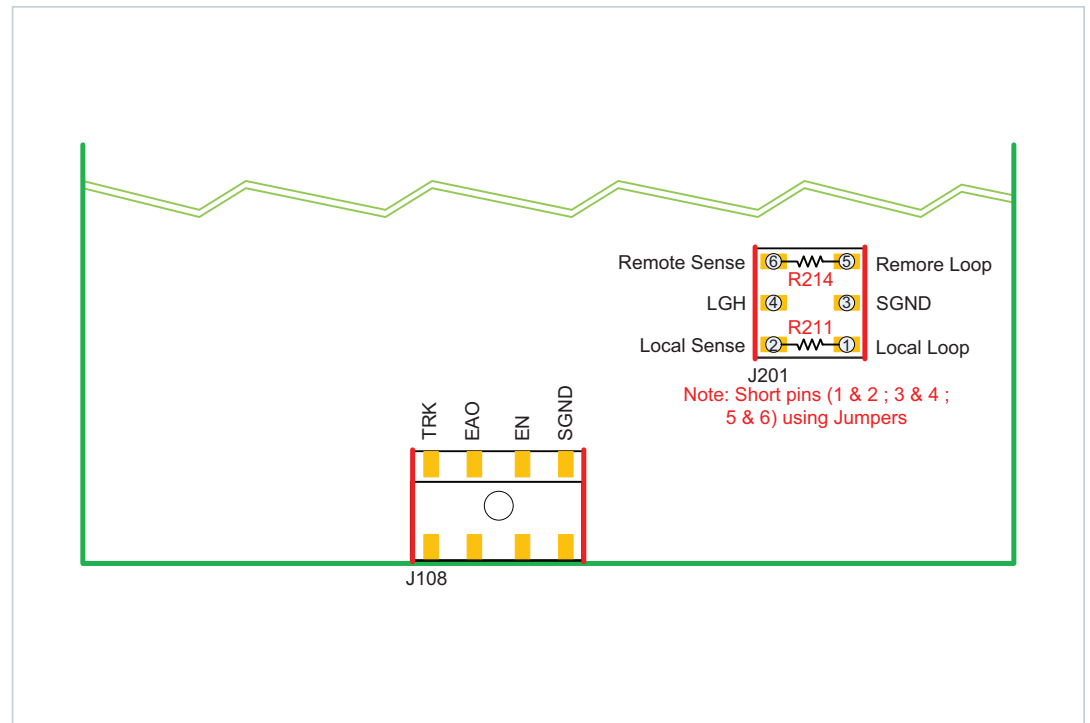 Remote Sense 6 5 Remore Loop
R214
LGH 4 3 SGND
R211
Local Sense 2 1 Local Loop
J201
Note: Short pins (1 & 2 ; 3 & 4 ;
5 & 6) using Jumpers
TRK
EAO
EN
SGND
J108